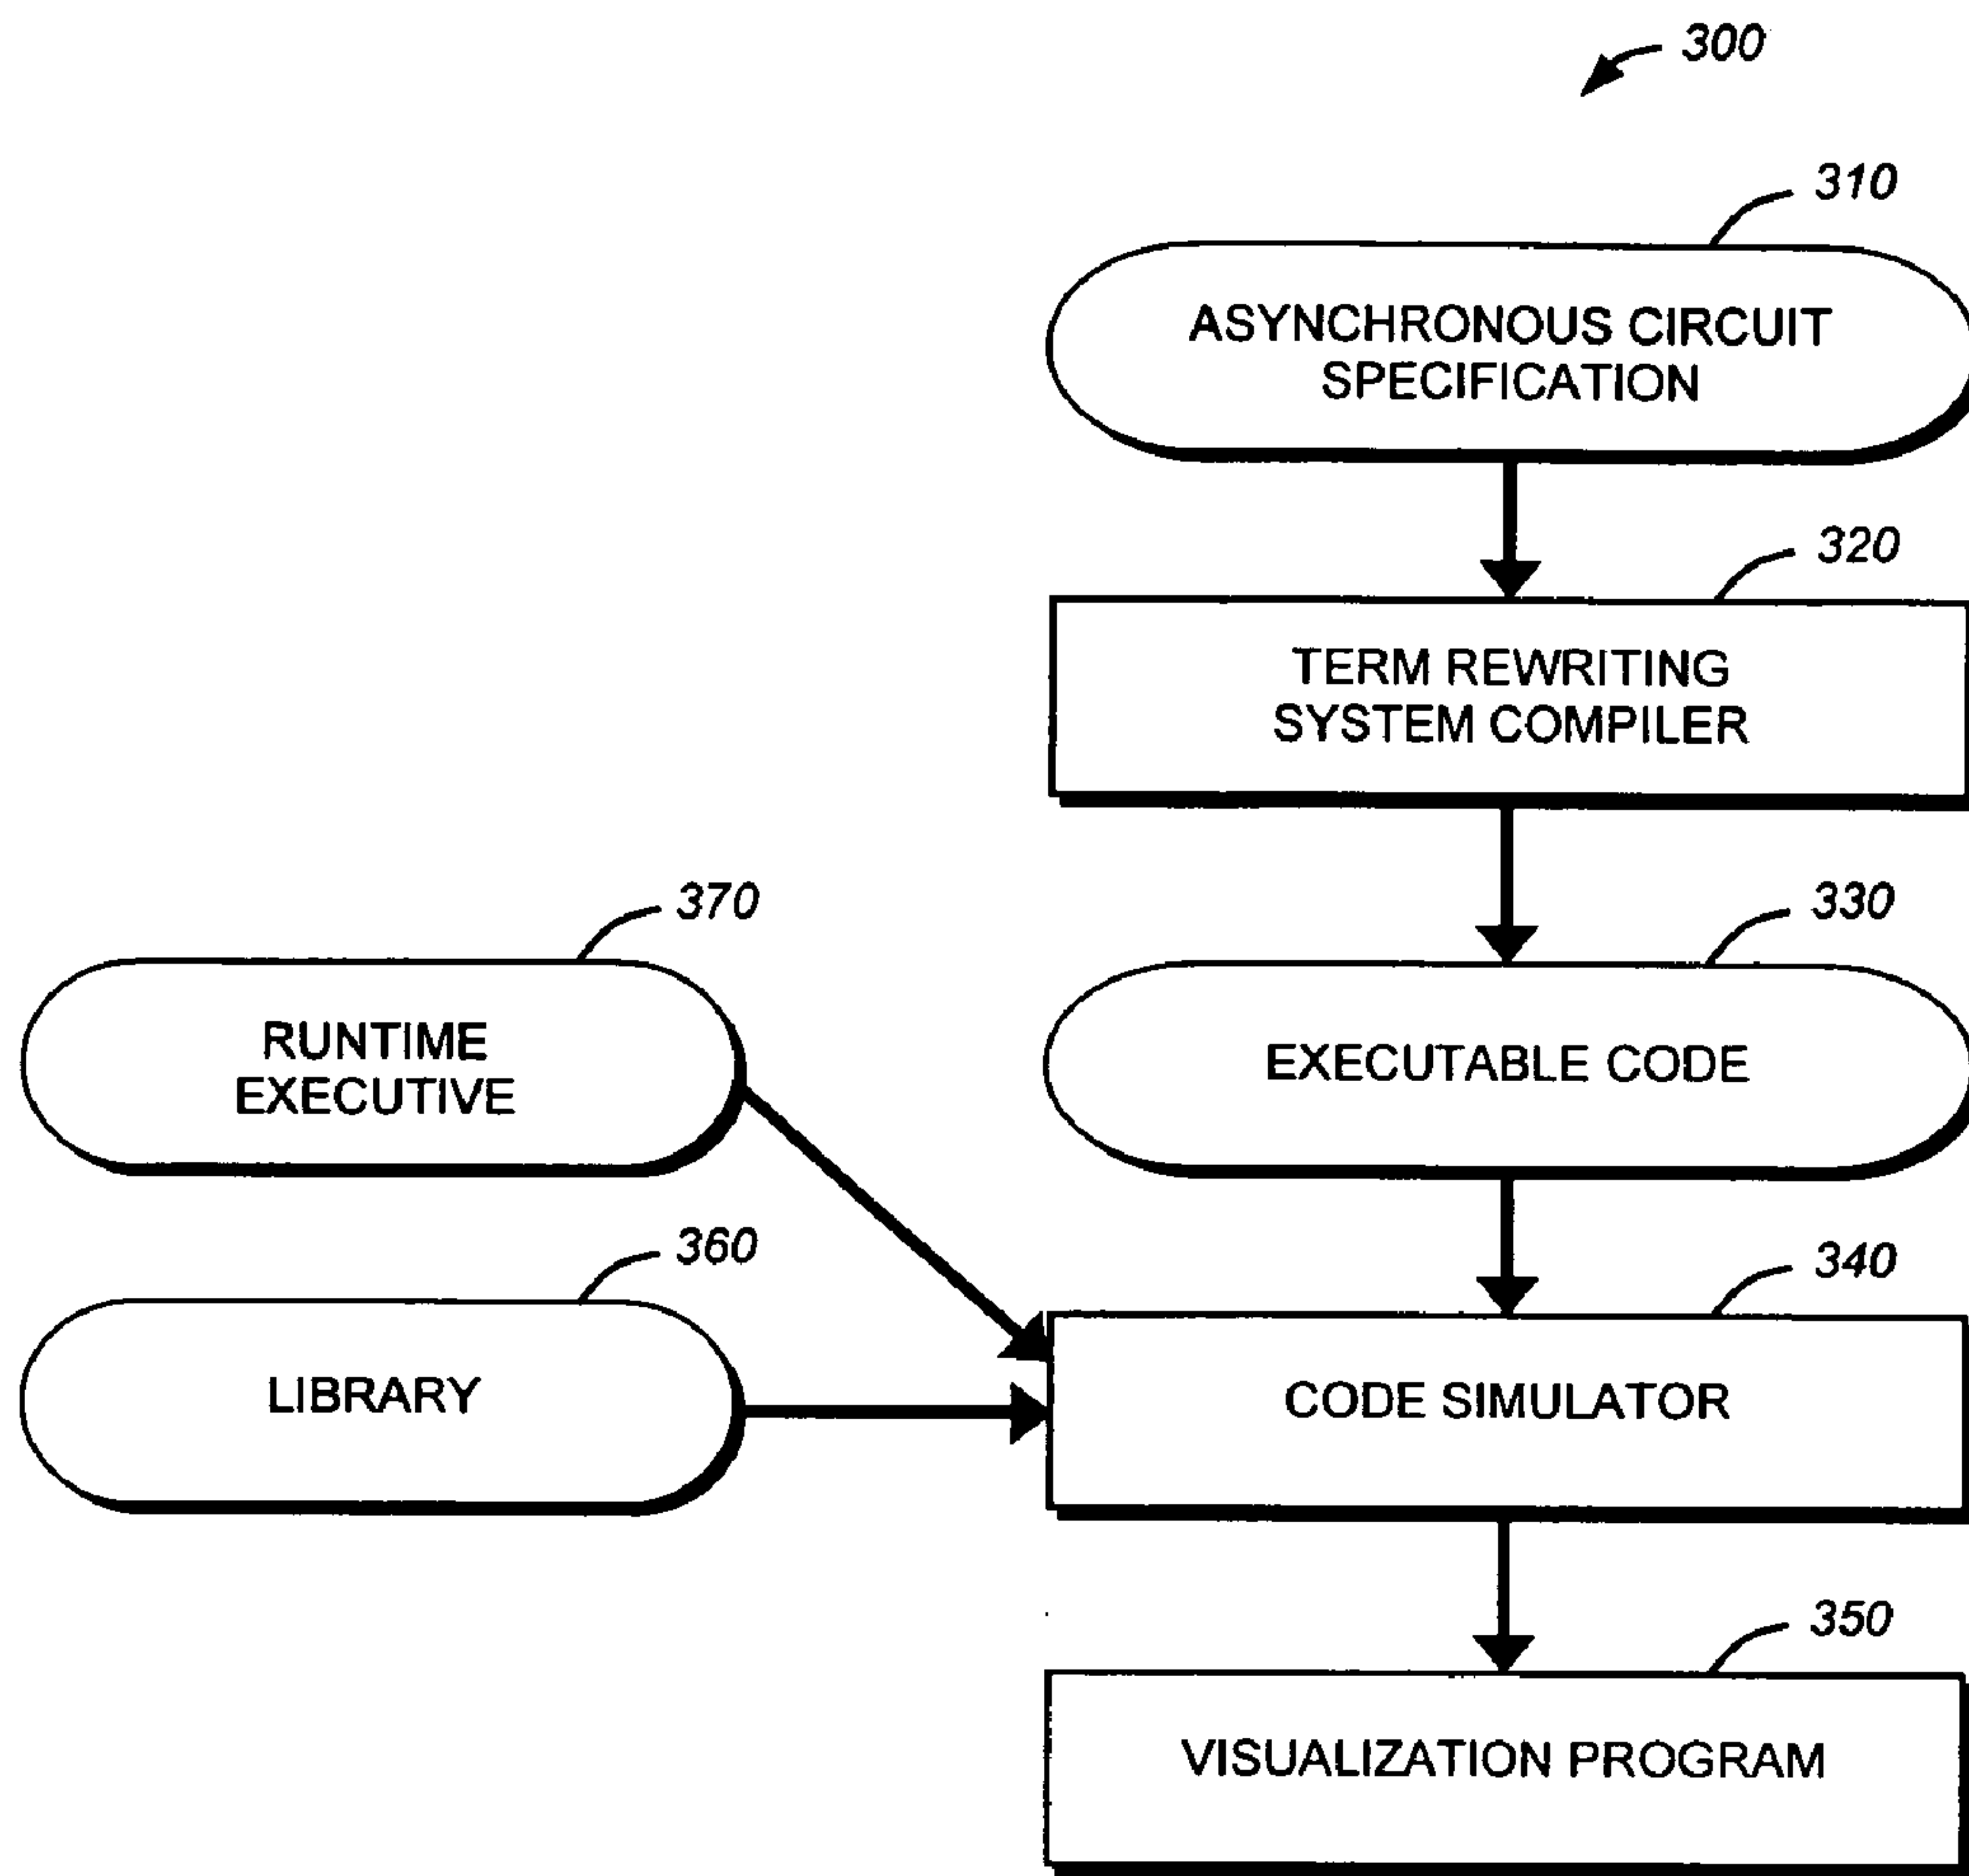 300
310
ASYNCHRONOUS CIRCUIT
SPECIFICATION
320
TERM REWRITING
SYSTEM COMPILER
370
330
RUNTIME
EXECUTIVE
EXECUTABLE CODE
360
340
LIBRARY
CODE SIMULATOR
350
VISUALIZATION PROGRAM